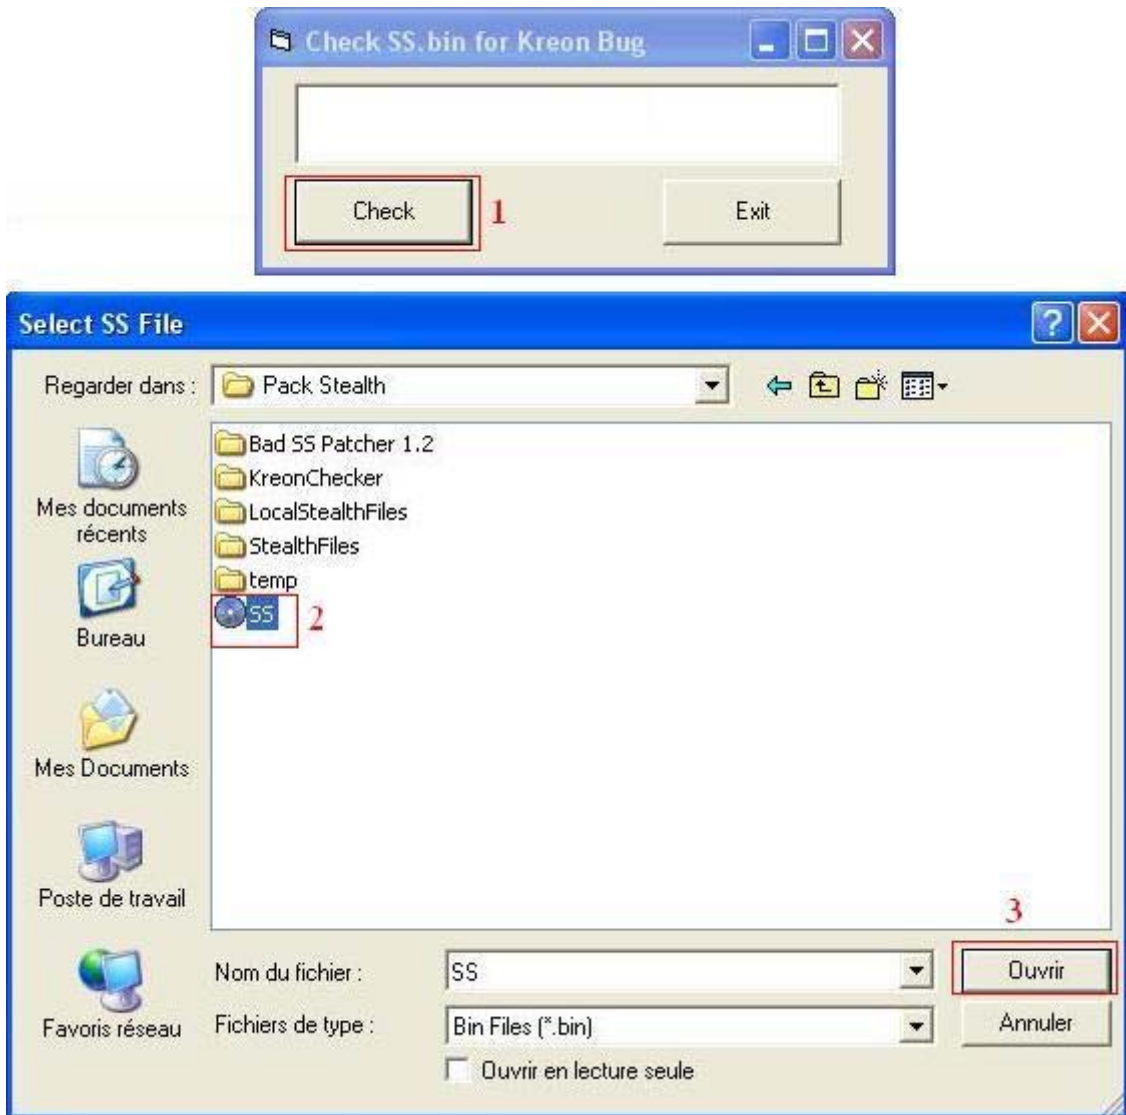 Check SS.bin for Kreon Bug
Check
1
Exit
Select SS File
Regarder dans :
Pack Stealth
Bad SS Patcher 1.2
KreonChecker
LocalStealthFiles
StealthFiles
temp
SS
2
Mes documents
récents
Bureau
Mes Documents
Poste de travail
Favoris réseau
3
Nom du fichier :
SS
Ouvrir
Fichiers de type :
Bin Files (*.bin)
Annuler
Ouvrir en lecture seule